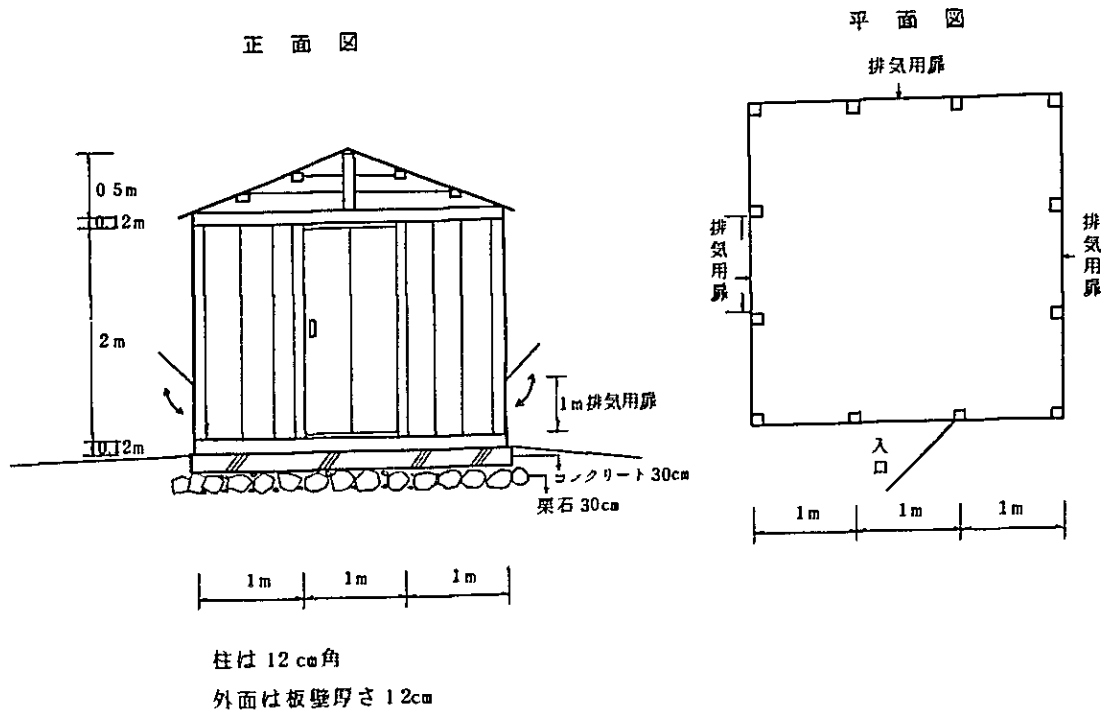 正面図
0.5m
0.12m
2m
0.12m
1m排気用扉
コンクリート30cm
栗石30cm
1m
1m
1m
柱は12cm角
外面は板壁厚さ12cm
平面図
排気用扉
排気用扉
排気用扉
入口
1m
1m
1m